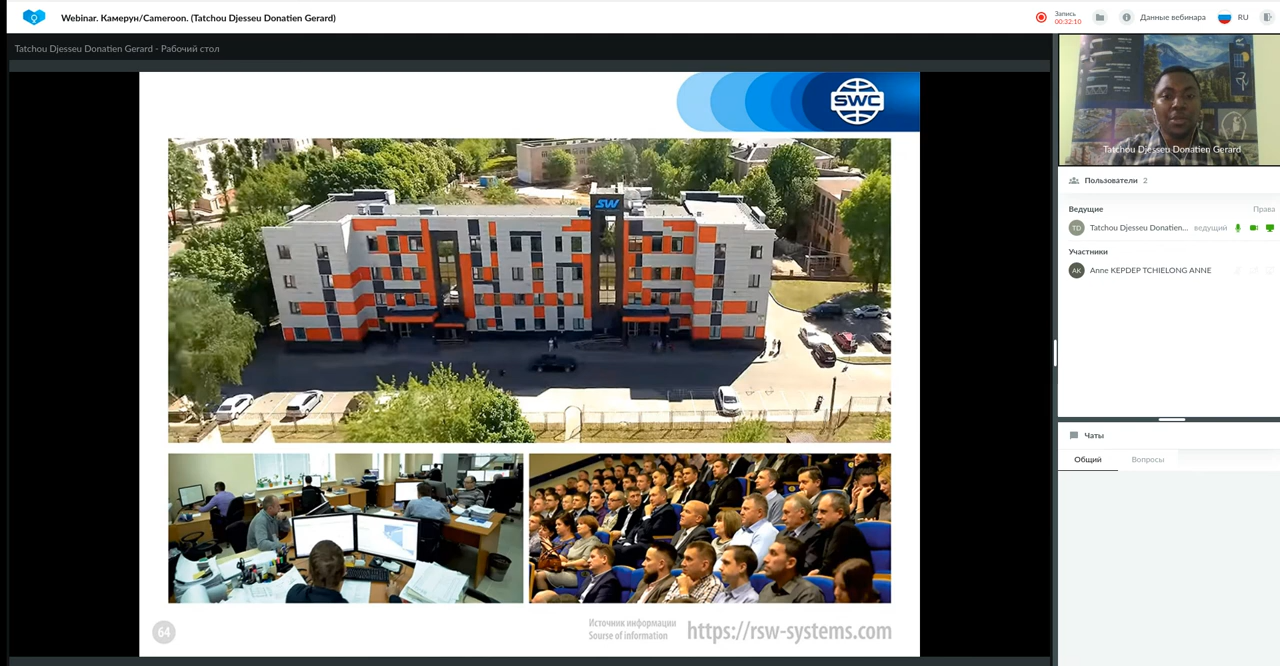 Webinar. Камерун/Cameroon. (Tatchou Djesseu Donatien Gerard)
Запись
00:32:10
Данные вебинара
RU
Tatchou Djesseu Donatien Gerard - Рабочий стол
SWC
SW
Tatchou Djesseu Donatien Gerard
Пользователи 2
Ведущие Права
TD Tatchou Djesseu Donatien... ведущий
Участники
AK Anne KEPDEP TCHIELONG ANNE
Чаты
Общий Вопросы
64
Источник информации
Sourse of information
https://rsw-systems.com